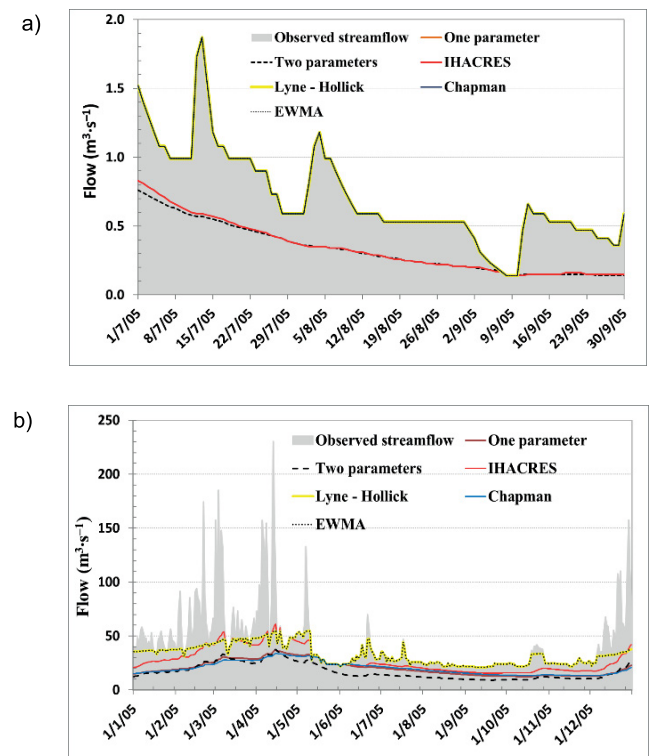 a)
2.0
1.5
1.0
0.5
0.0
Flow (m³·s⁻¹)
Observed streamflow
One parameter
Two parameters
IHACRES
Lyne - Hollick
Chapman
EWMA
1/7/05
8/7/05
15/7/05
22/7/05
29/7/05
5/8/05
12/8/05
19/8/05
26/8/05
2/9/05
9/9/05
16/9/05
23/9/05
30/9/05
b)
250
200
150
100
50
0
Flow (m³·s⁻¹)
Observed streamflow
One parameter
Two parameters
IHACRES
Lyne - Hollick
Chapman
EWMA
1/1/05
1/2/05
1/3/05
1/4/05
1/5/05
1/6/05
1/7/05
1/8/05
1/9/05
1/10/05
1/11/05
1/12/05